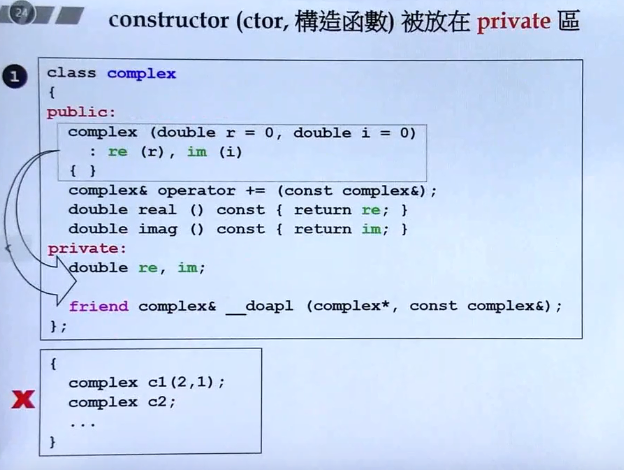 24
constructor (ctor, 構造函數) 被放在 private 區
1
class complex
{
public:
complex (double r = 0, double i = 0)
: re (r), im (i)
{ }
complex& operator += (const complex&);
double real () const { return re; }
double imag () const { return im; }
private:
double re, im;
friend complex& __doapl (complex*, const complex&);
};
{
complex c1(2,1);
complex c2;
...
}